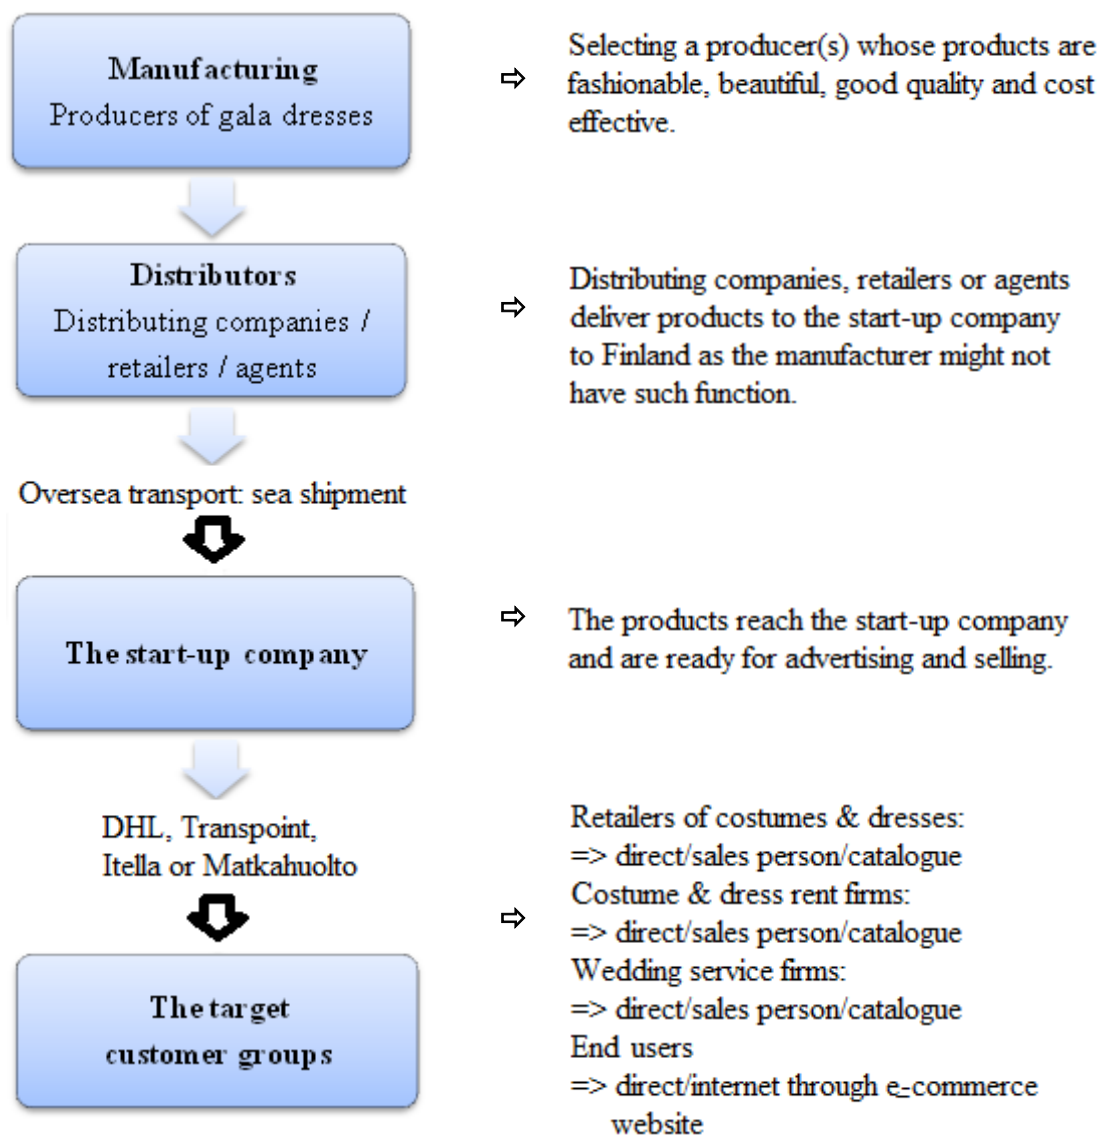 Manufacturing
Producers of gala dresses
⇨
Selecting a producer(s) whose products are
fashionable, beautiful, good quality and cost
effective.
Distributors
Distributing companies /
retailers / agents
⇨
Distributing companies, retailers or agents
deliver products to the start-up company
to Finland as the manufacturer might not
have such function.
Oversea transport: sea shipment
The start-up company
⇨
The products reach the start-up company
and are ready for advertising and selling.
DHL, Transpoint,
Itella or Matkahuolto
The target
customer groups
⇨
Retailers of costumes & dresses:
=> direct/sales person/catalogue
Costume & dress rent firms:
=> direct/sales person/catalogue
Wedding service firms:
=> direct/sales person/catalogue
End users
=> direct/internet through e-commerce
website